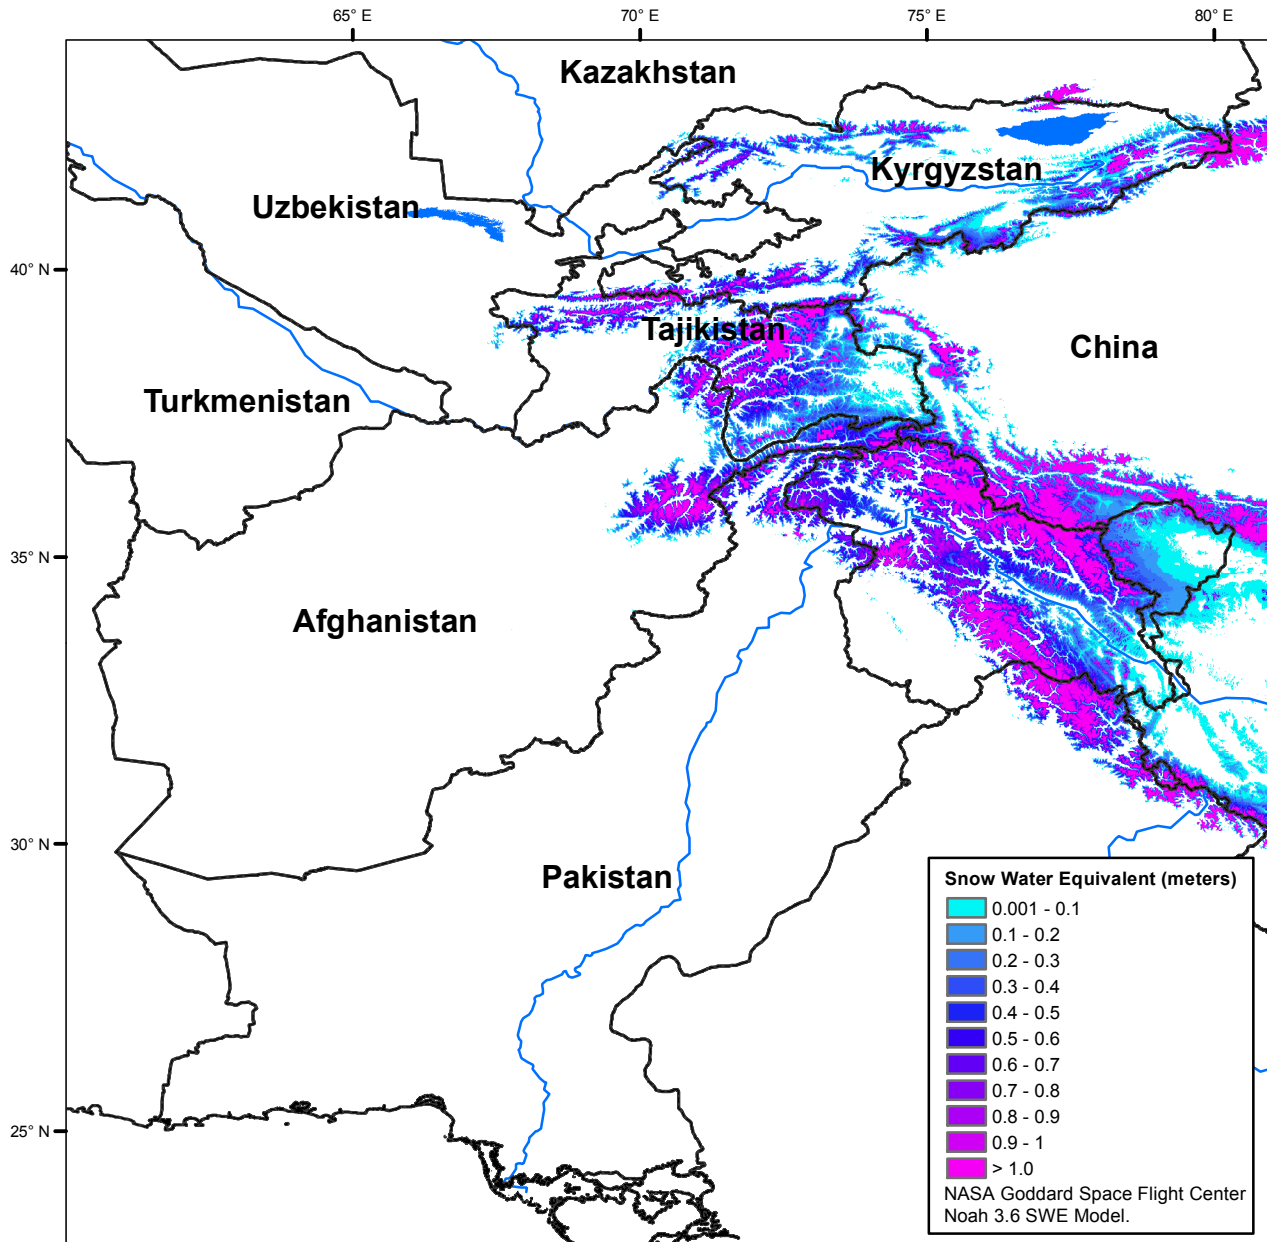 65° E
70° E
75° E
80° E
Kazakhstan
Kyrgyzstan
Uzbekistan
40° N
Tajikistan
China
Turkmenistan
35° N
Afghanistan
30° N
Pakistan
25° N
Snow Water Equivalent (meters)
0.001 - 0.1
0.1 - 0.2
0.2 - 0.3
0.3 - 0.4
0.4 - 0.5
0.5 - 0.6
0.6 - 0.7
0.7 - 0.8
0.8 - 0.9
0.9 - 1
> 1.0
NASA Goddard Space Flight Center
Noah 3.6 SWE Model.